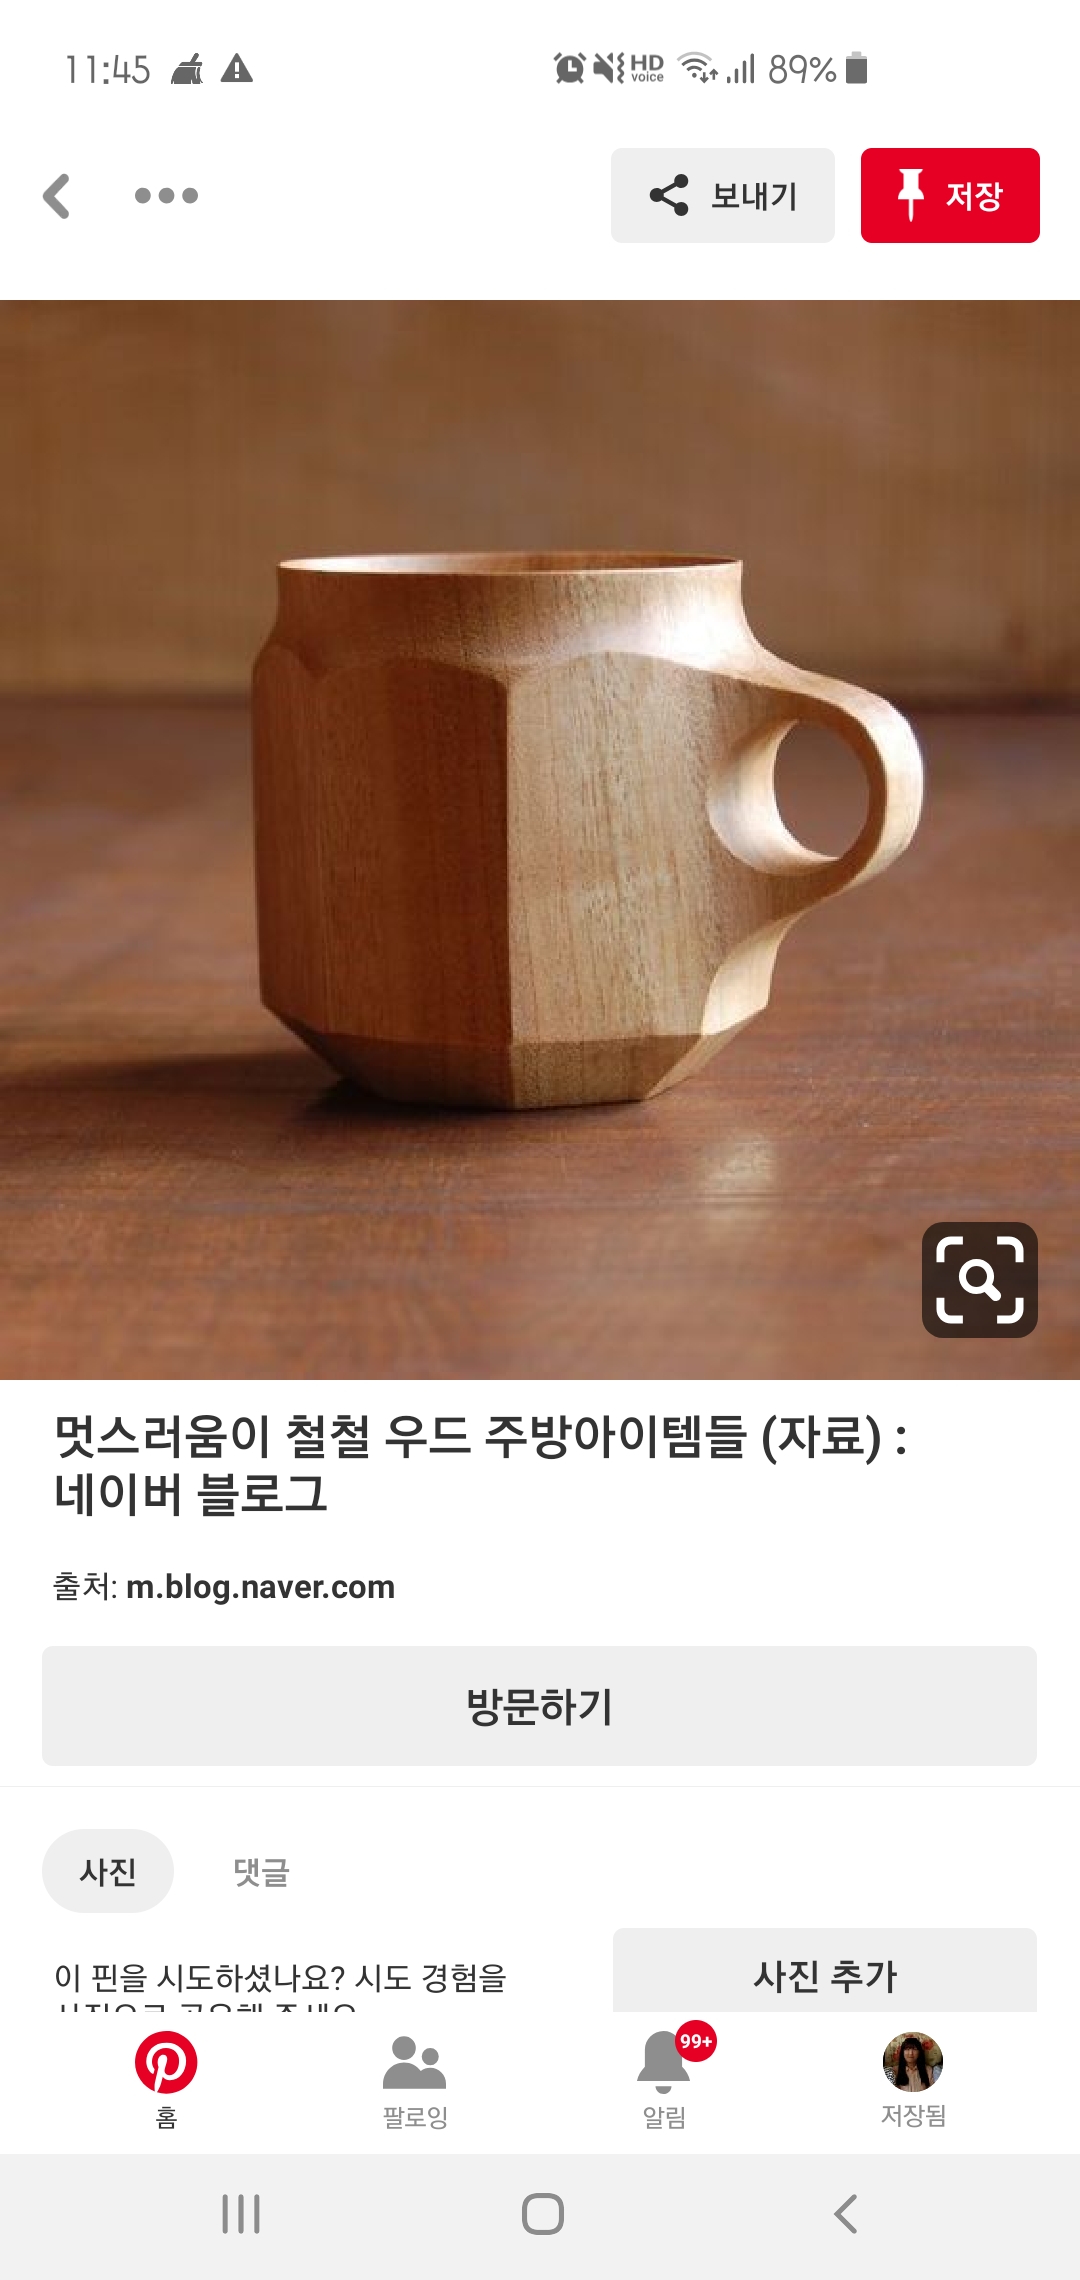 11:45
HD voice
89%
보내기
저장
멋스러움이 철철 우드 주방아이템들 (자료) :
네이버 블로그
출처: m.blog.naver.com
방문하기
사진
댓글
이 핀을 시도하셨나요? 시도 경험을
사진 추가
99+
홈
팔로잉
알림
저장됨